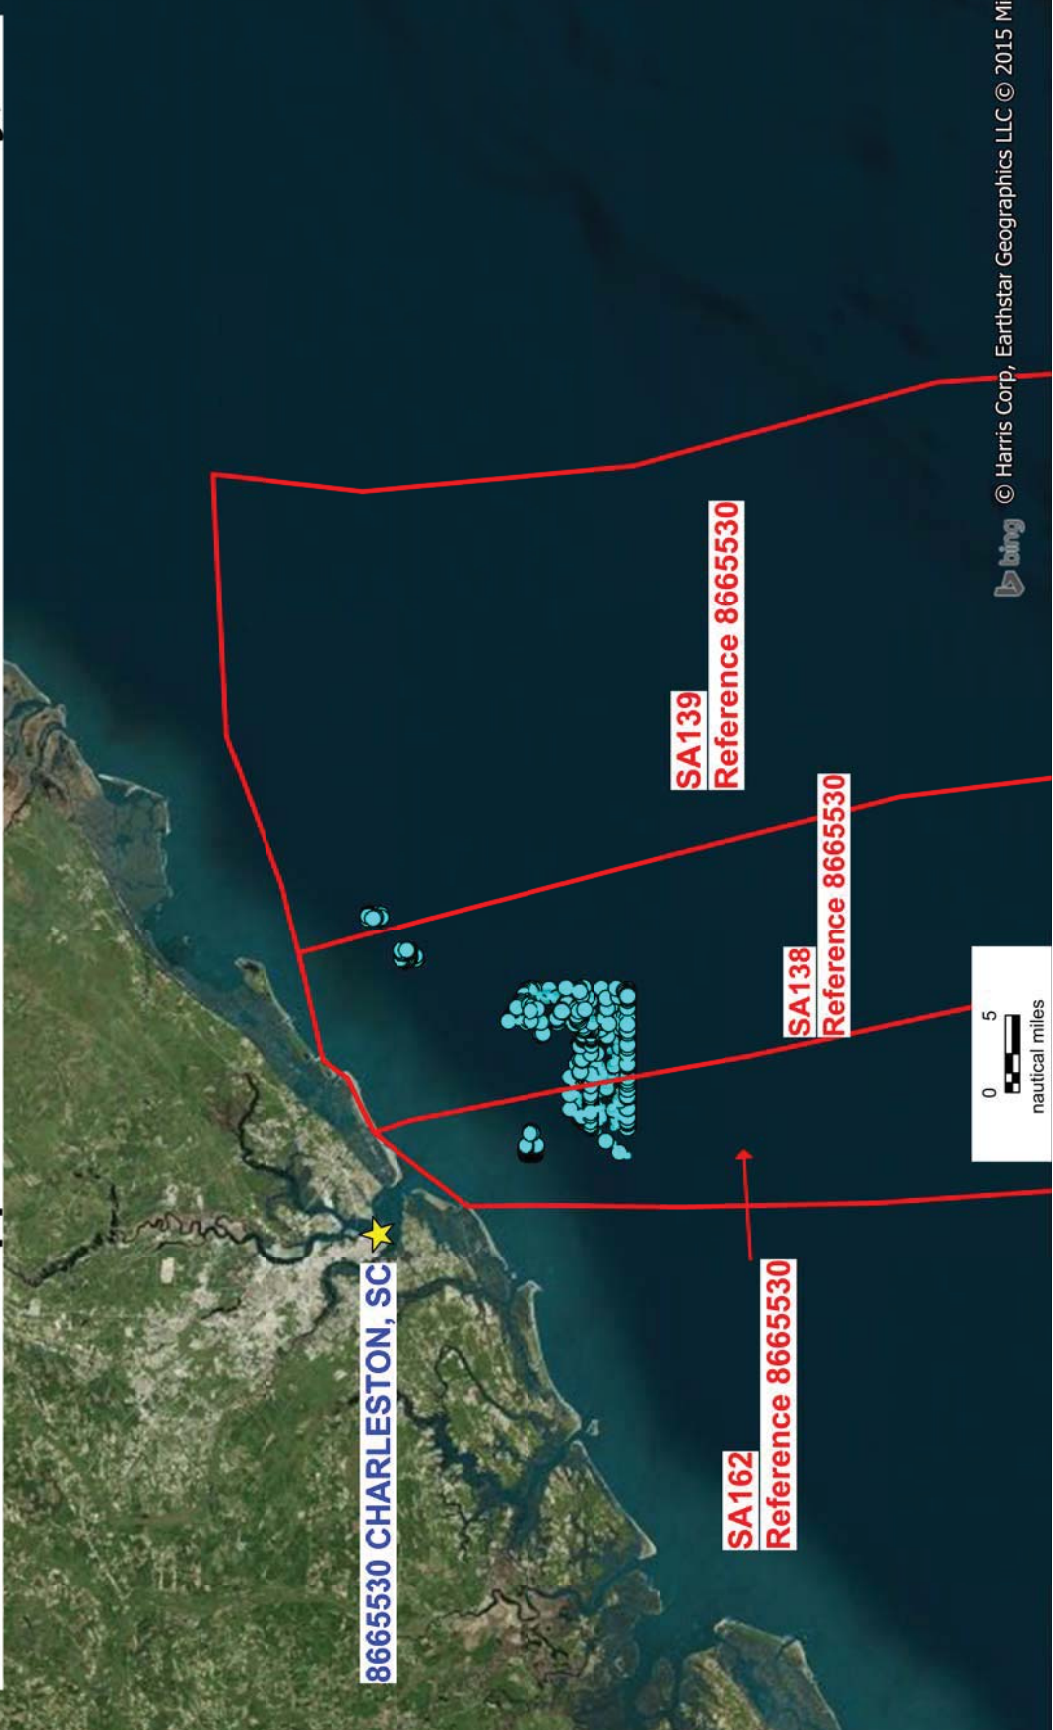 8665530 CHARLESTON, SC
SA139
Reference 8665530
SA138
Reference 8665530
SA162
Reference 8665530
0 5
nautical miles
bing
© Harris Corp, Earthstar Geographics LLC © 2015 Mi